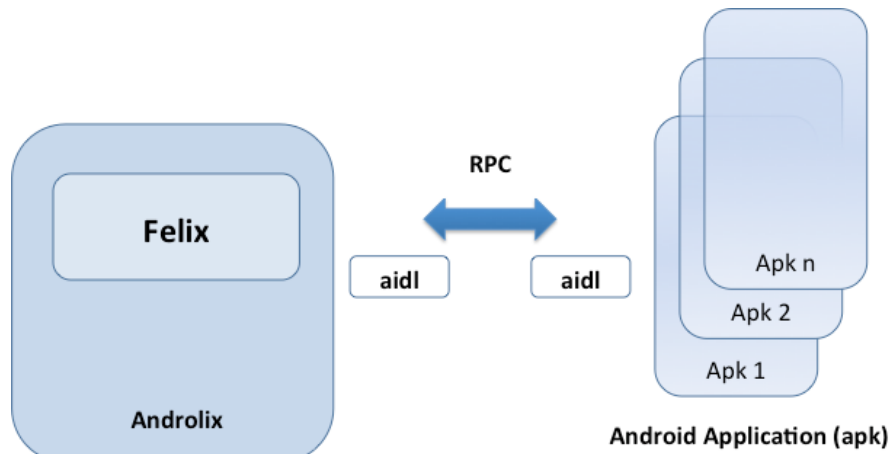 Felix
Androlix
RPC
aidl
aidl
Apk n
Apk 2
Apk 1
Android Application (apk)